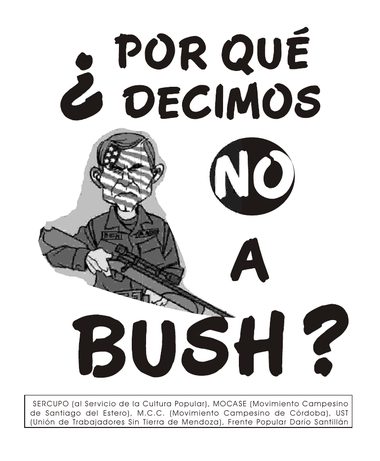 ¿ POR QUÉ
DECIMOS
NO
A
BUSH?
SERCUPO (al Servicio de la Cultura Popular), MOCASE (Movimiento Campesino
de Santiago del Estero), M.C.C. (Movimiento Campesino de Córdoba), UST
(Unión de Trabajadores Sin Tierra de Mendoza), Frente Popular Darío Santillán